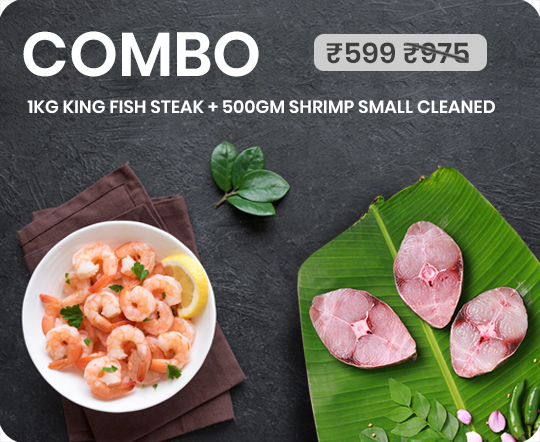 COMBO
₹599 ₹975
1KG KING FISH STEAK + 500GM SHRIMP SMALL CLEANED